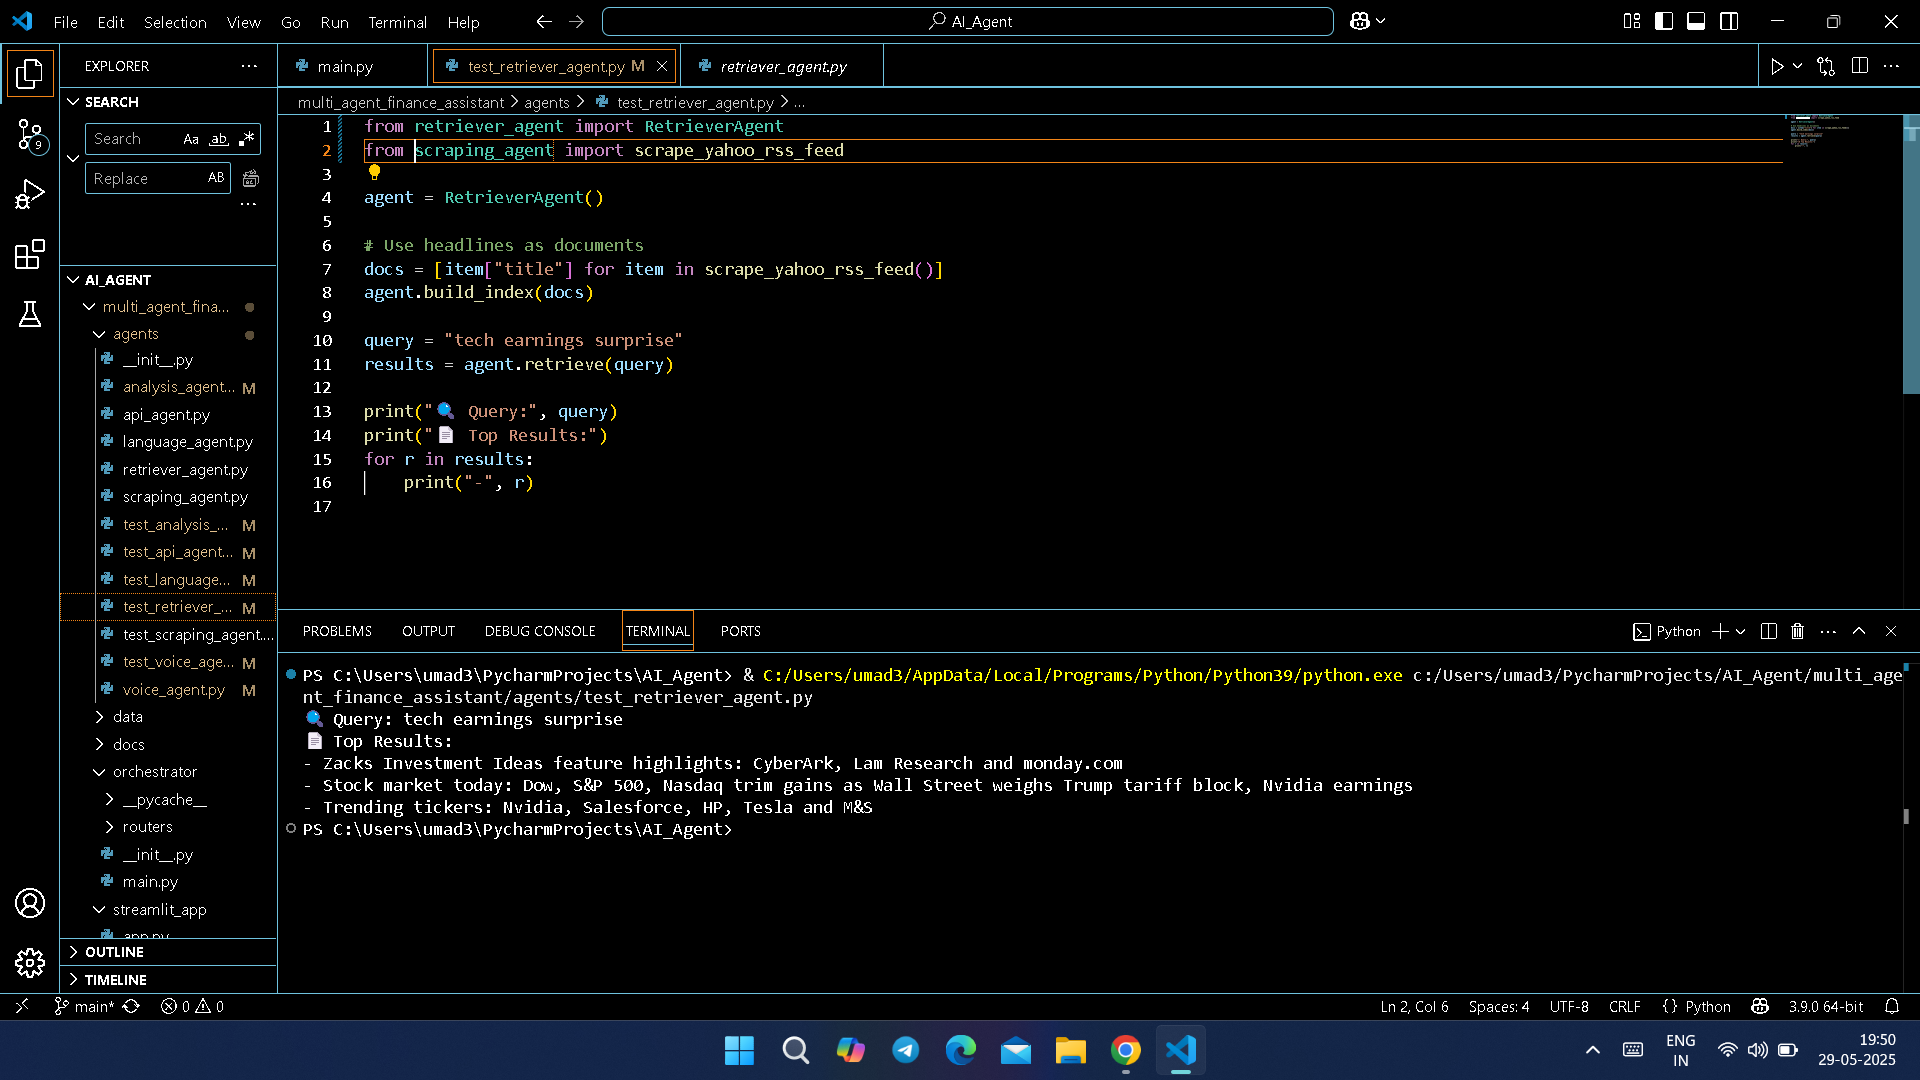 File Edit Selection View Go Run Terminal Help
AI_Agent
EXPLORER
SEARCH
Search Aa ab .*
Replace AB
AI_AGENT
multi_agent_fina...
agents
__init__.py
analysis_agent... M
api_agent.py
language_agent.py
retriever_agent.py
scraping_agent.py
test_analysis_... M
test_api_agent... M
test_language... M
test_retriever_... M
test_scraping_agent....
test_voice_age... M
voice_agent.py M
data
docs
orchestrator
__pycache__
routers
__init__.py
main.py
streamlit_app
app.py
OUTLINE
TIMELINE
9
main.py
test_retriever_agent.py M
retriever_agent.py
multi_agent_finance_assistant > agents > test_retriever_agent.py > ...
1 from retriever_agent import RetrieverAgent
2 from scraping_agent import scrape_yahoo_rss_feed
3
4 agent = RetrieverAgent()
5
6 # Use headlines as documents
7 docs = [item["title"] for item in scrape_yahoo_rss_feed()]
8 agent.build_index(docs)
9
10 query = "tech earnings surprise"
11 results = agent.retrieve(query)
12
13 print("🔍 Query:", query)
14 print("📄 Top Results:")
15 for r in results:
16 print("-", r)
17
PROBLEMS OUTPUT DEBUG CONSOLE TERMINAL PORTS
Python
PS C:\Users\umad3\PycharmProjects\AI_Agent> & C:/Users/umad3/AppData/Local/Programs/Python/Python39/python.exe c:/Users/umad3/PycharmProjects/AI_Agent/multi_age
nt_finance_assistant/agents/test_retriever_agent.py
🔍 Query: tech earnings surprise
📄 Top Results:
- Zacks Investment Ideas feature highlights: CyberArk, Lam Research and monday.com
- Stock market today: Dow, S&P 500, Nasdaq trim gains as Wall Street weighs Trump tariff block, Nvidia earnings
- Trending tickers: Nvidia, Salesforce, HP, Tesla and M&S
PS C:\Users\umad3\PycharmProjects\AI_Agent>
main* 0 0
Ln 2, Col 6 Spaces: 4 UTF-8 CRLF {} Python 3.9.0 64-bit
ENG
IN
19:50
29-05-2025